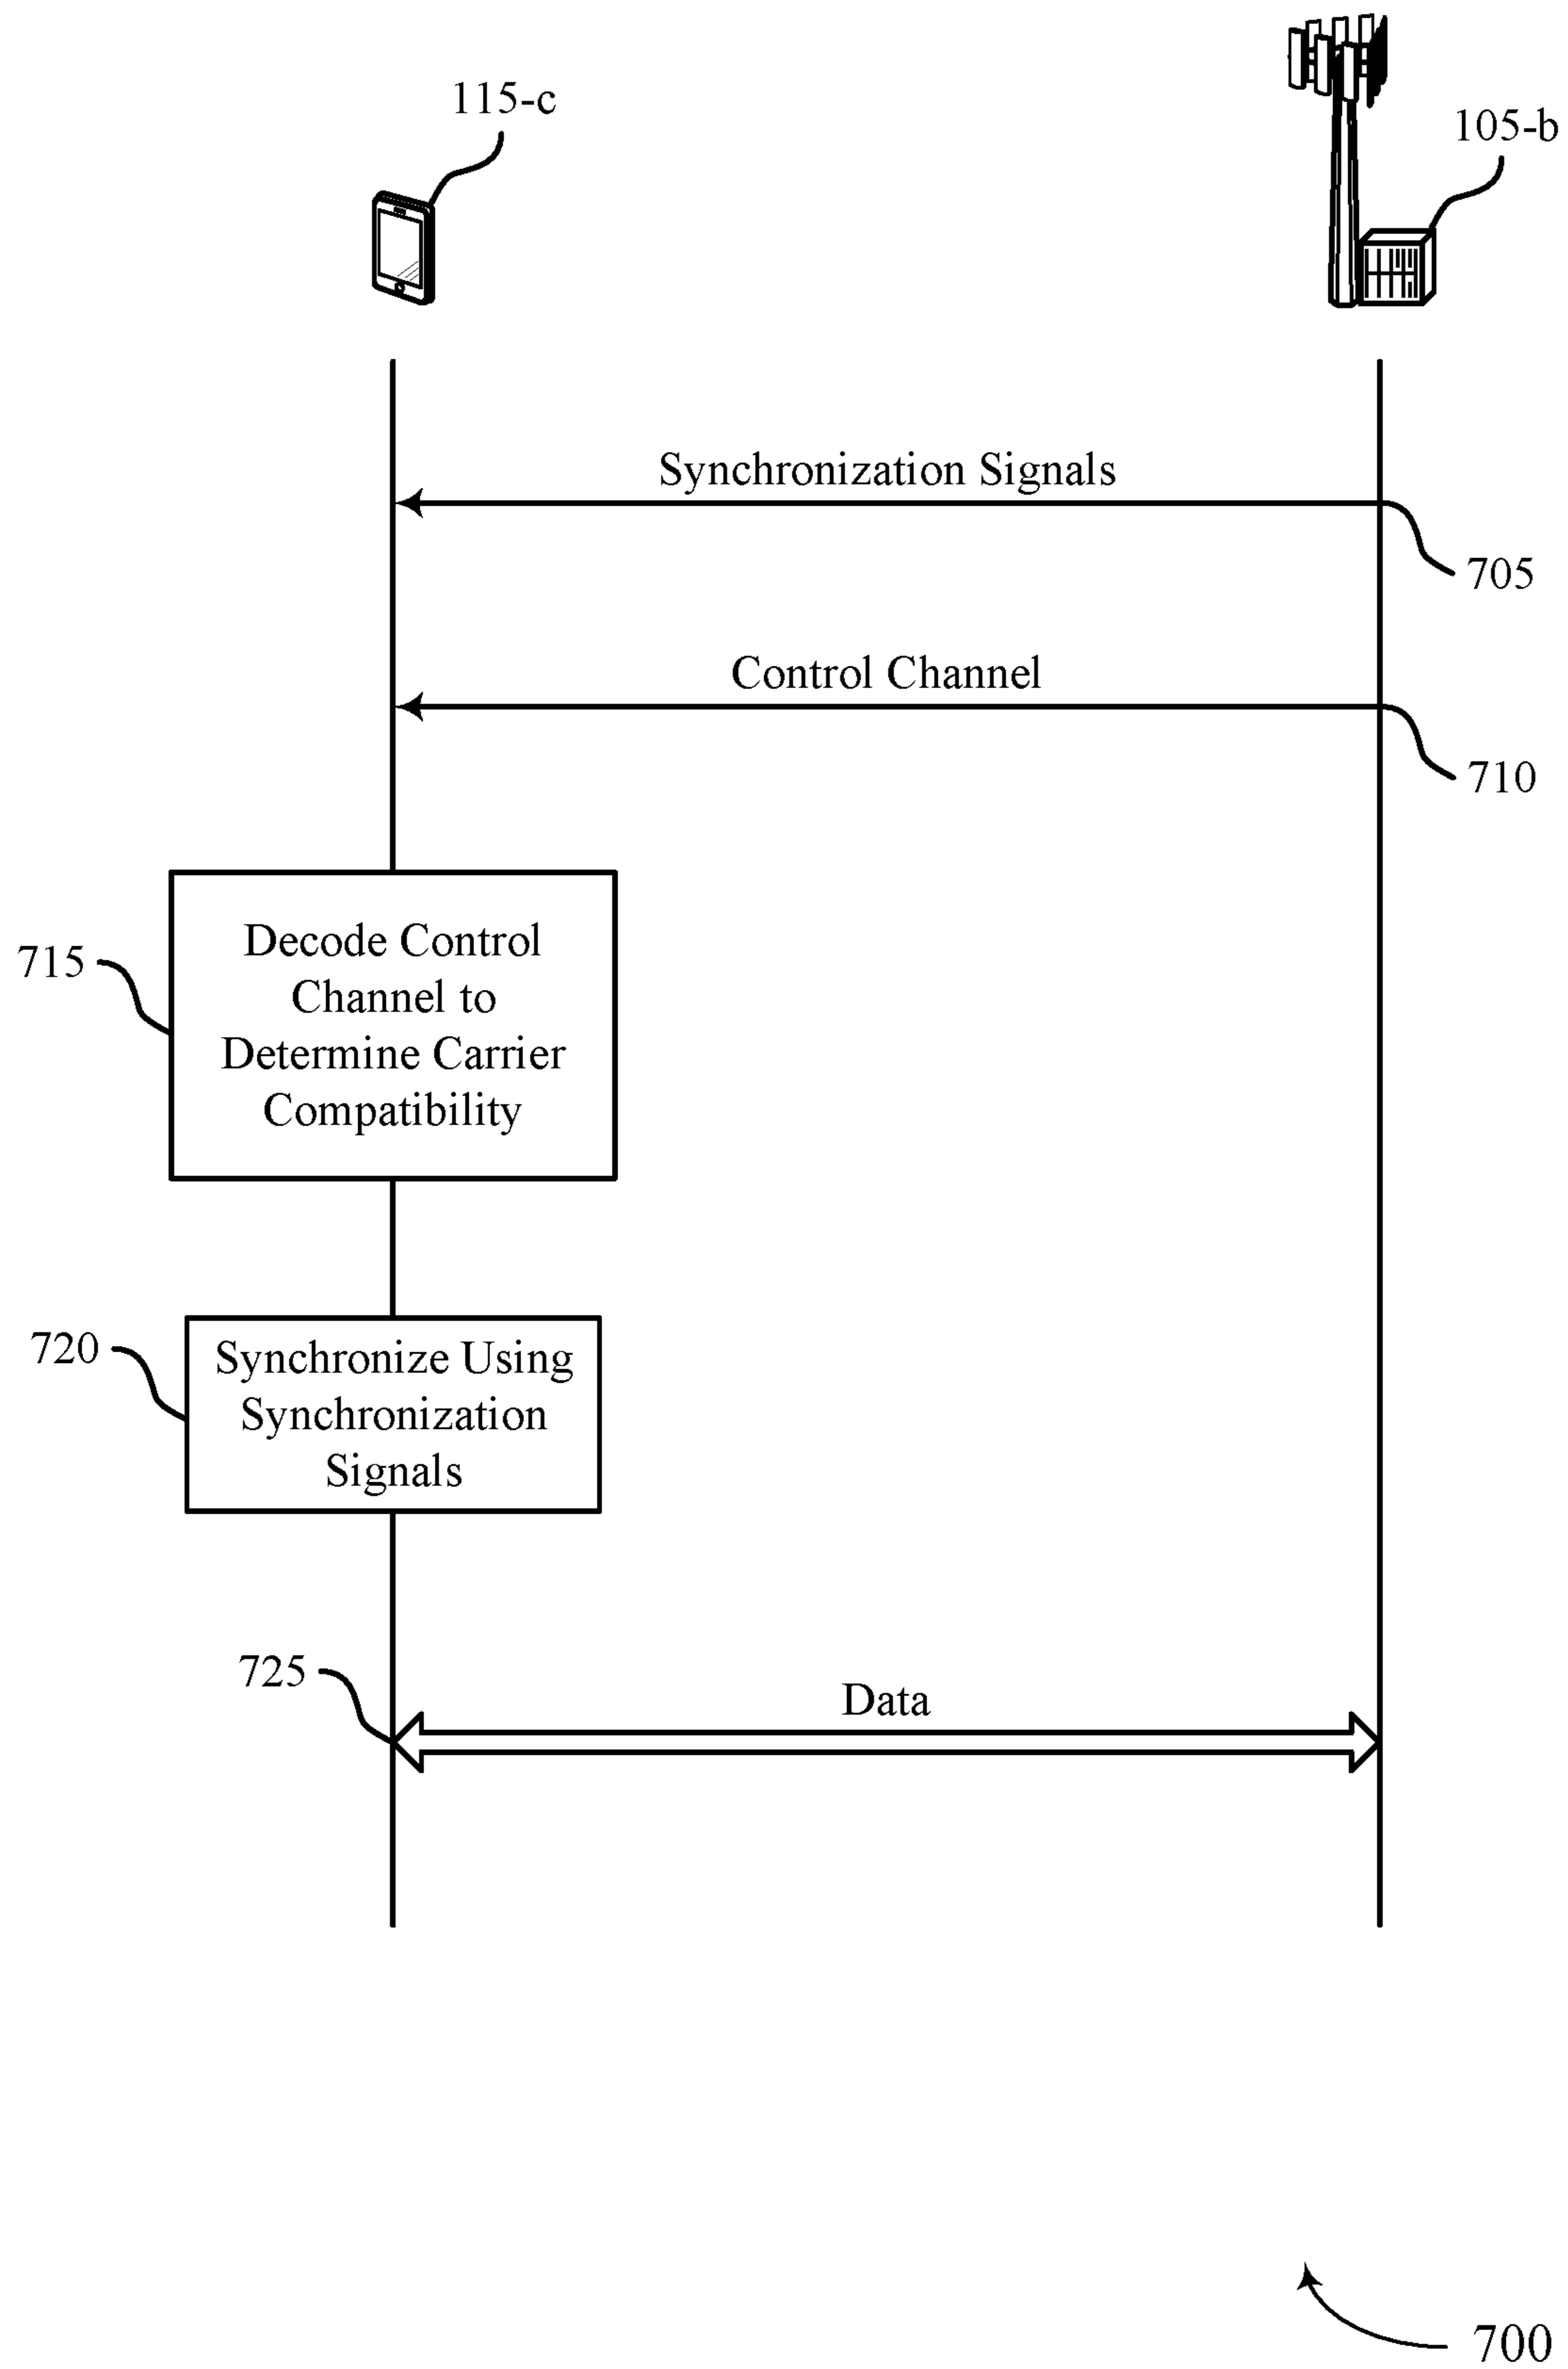 115-c
105-b
Synchronization Signals
705
Control Channel
710
715
Decode Control
Channel to
Determine Carrier
Compatibility
720
Synchronize Using
Synchronization
Signals
725
Data
700